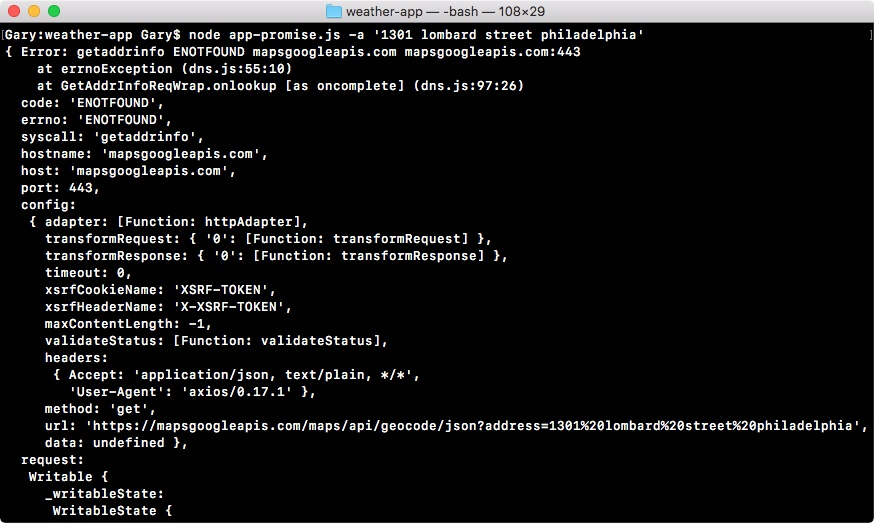 weather-app — -bash — 108×29
[Gary:weather-app Gary$ node app-promise.js -a '1301 lombard street philadelphia' ]
{ Error: getaddrinfo ENOTFOUND mapsgoogleapis.com mapsgoogleapis.com:443
    at errnoException (dns.js:55:10)
    at GetAddrInfoReqWrap.onlookup [as oncomplete] (dns.js:97:26)
  code: 'ENOTFOUND',
  errno: 'ENOTFOUND',
  syscall: 'getaddrinfo',
  hostname: 'mapsgoogleapis.com',
  host: 'mapsgoogleapis.com',
  port: 443,
  config:
   { adapter: [Function: httpAdapter],
     transformRequest: { '0': [Function: transformRequest] },
     transformResponse: { '0': [Function: transformResponse] },
     timeout: 0,
     xsrfCookieName: 'XSRF-TOKEN',
     xsrfHeaderName: 'X-XSRF-TOKEN',
     maxContentLength: -1,
     validateStatus: [Function: validateStatus],
     headers:
      { Accept: 'application/json, text/plain, */*',
        'User-Agent': 'axios/0.17.1' },
     method: 'get',
     url: 'https://mapsgoogleapis.com/maps/api/geocode/json?address=1301%20lombard%20street%20philadelphia',
     data: undefined },
  request:
   Writable {
     _writableState:
      WritableState {